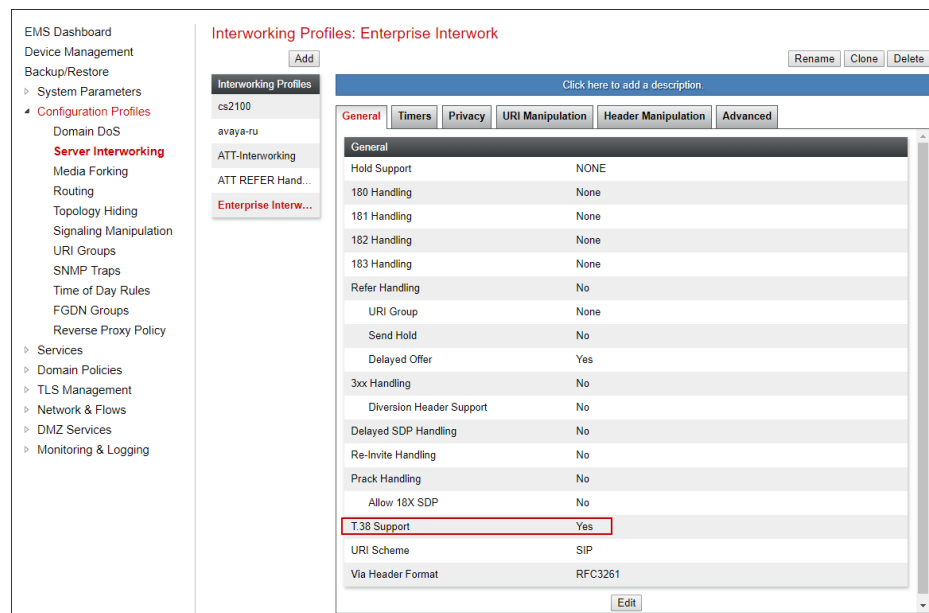 EMS Dashboard
Device Management
Backup/Restore
System Parameters
Configuration Profiles
Domain DoS
Server Interworking
Media Forking
Routing
Topology Hiding
Signaling Manipulation
URI Groups
SNMP Traps
Time of Day Rules
FGDN Groups
Reverse Proxy Policy
Services
Domain Policies
TLS Management
Network & Flows
DMZ Services
Monitoring & Logging
Interworking Profiles: Enterprise Interwork
Add
Rename Clone Delete
Interworking Profiles
cs2100
avaya-ru
ATT-Interworking
ATT REFER Hand...
Enterprise Interw...
Click here to add a description.
General Timers Privacy URI Manipulation Header Manipulation Advanced
General
Hold Support NONE
180 Handling None
181 Handling None
182 Handling None
183 Handling None
Refer Handling No
URI Group None
Send Hold No
Delayed Offer Yes
3xx Handling No
Diversion Header Support No
Delayed SDP Handling No
Re-Invite Handling No
Prack Handling No
Allow 18X SDP No
T.38 Support Yes
URI Scheme SIP
Via Header Format RFC3261
Edit